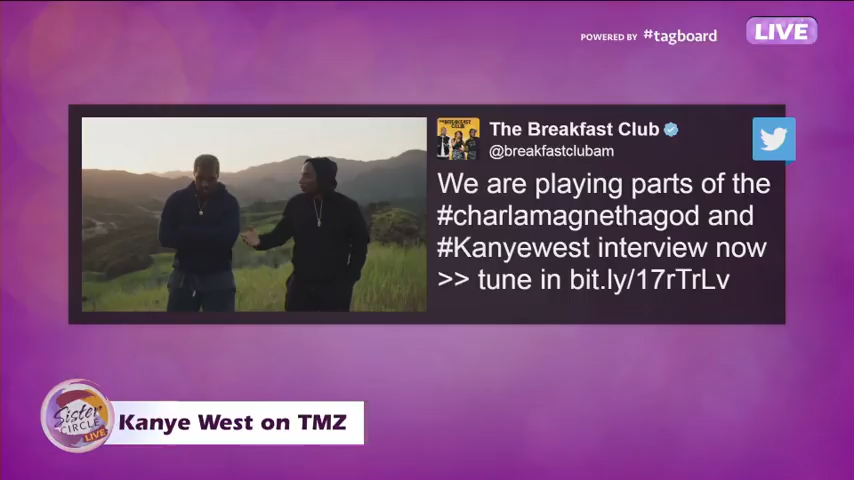 POWERED BY #tagboard
LIVE
The Breakfast Club
@breakfastclubam
We are playing parts of the
#charlamagnethagod and
#Kanyewest interview now
>> tune in bit.ly/17rTrLv
Sister
CIRCLE
LIVE
Kanye West on TMZ